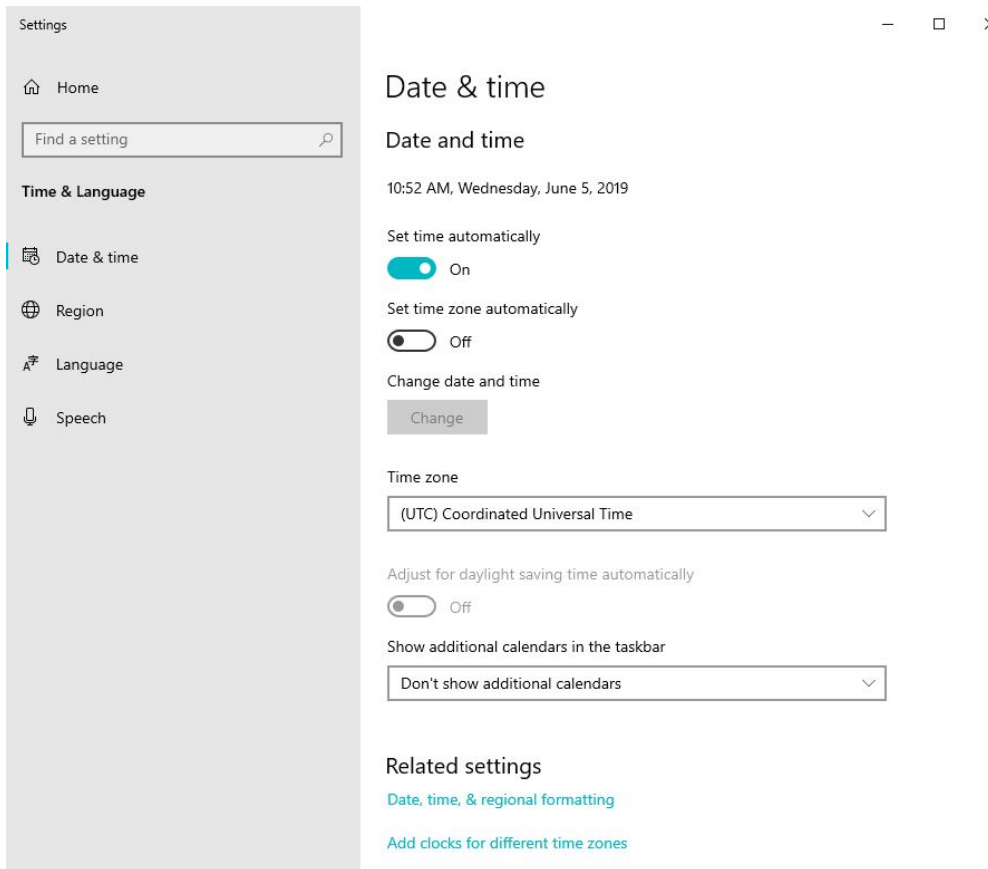 Settings
Home
Find a setting
Time & Language
Date & time
Region
Language
Speech
Date & time
Date and time
10:52 AM, Wednesday, June 5, 2019
Set time automatically
On
Set time zone automatically
Off
Change date and time
Change
Time zone
(UTC) Coordinated Universal Time
Adjust for daylight saving time automatically
Off
Show additional calendars in the taskbar
Don't show additional calendars
Related settings
Date, time, & regional formatting
Add clocks for different time zones